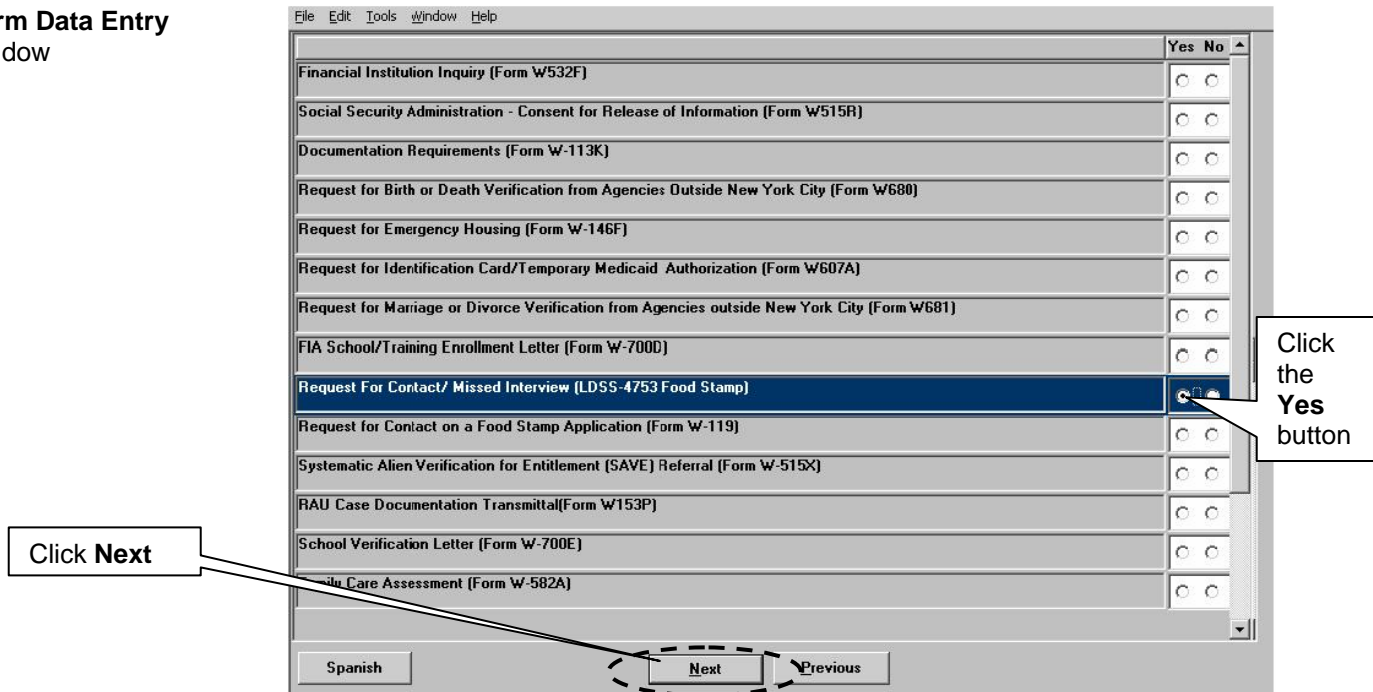 rm Data Entry
dow
File Edit Tools Window Help
Yes No
Financial Institution Inquiry (Form W532F)
Social Security Administration - Consent for Release of Information (Form W515R)
Documentation Requirements (Form W-113K)
Request for Birth or Death Verification from Agencies Outside New York City (Form W680)
Request for Emergency Housing (Form W-146F)
Request for Identification Card/Temporary Medicaid Authorization (Form W607A)
Request for Marriage or Divorce Verification from Agencies outside New York City (Form W681)
FIA School/Training Enrollment Letter (Form W-700D)
Request For Contact/ Missed Interview (LDSS-4753 Food Stamp)
Request for Contact on a Food Stamp Application (Form W-119)
Systematic Alien Verification for Entitlement (SAVE) Referral (Form W-515X)
RAU Case Documentation Transmittal(Form W153P)
School Verification Letter (Form W-700E)
Family Care Assessment (Form W-582A)
Click
the
Yes
button
Click Next
Spanish Next Previous